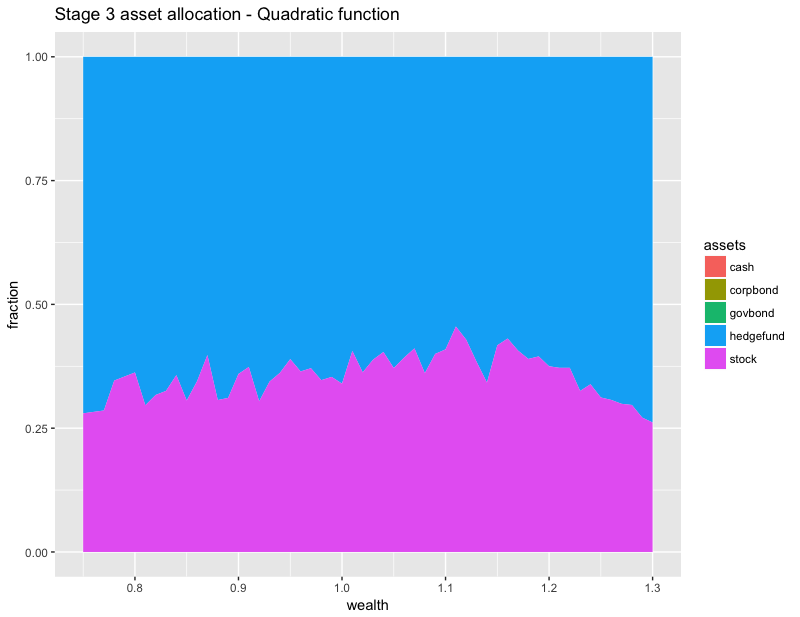 Stage 3 asset allocation - Quadratic function
fraction
1.00
0.75
0.50
0.25
0.00
0.8 0.9 1.0 1.1 1.2 1.3
wealth
assets
cash
corpbond
govbond
hedgefund
stock